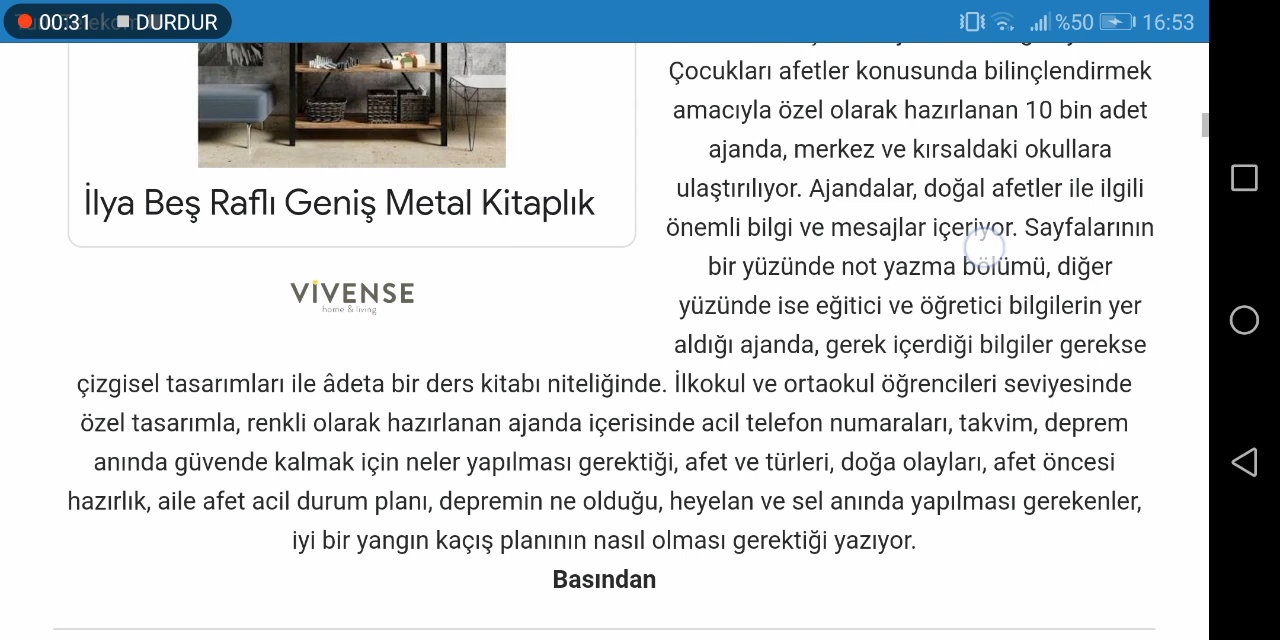 00:31 DURDUR %50 16:53
İlya Beş Raflı Geniş Metal Kitaplık
VİVENSE
home & living
Çocukları afetler konusunda bilinçlendirmek
amacıyla özel olarak hazırlanan 10 bin adet
ajanda, merkez ve kırsaldaki okullara
ulaştırılıyor. Ajandalar, doğal afetler ile ilgili
önemli bilgi ve mesajlar içeriyor. Sayfalarının
bir yüzünde not yazma bölümü, diğer
yüzünde ise eğitici ve öğretici bilgilerin yer
aldığı ajanda, gerek içerdiği bilgiler gerekse
çizgisel tasarımları ile âdeta bir ders kitabı niteliğinde. İlkokul ve ortaokul öğrencileri seviyesinde
özel tasarımla, renkli olarak hazırlanan ajanda içerisinde acil telefon numaraları, takvim, deprem
anında güvende kalmak için neler yapılması gerektiği, afet ve türleri, doğa olayları, afet öncesi
hazırlık, aile afet acil durum planı, depremin ne olduğu, heyelan ve sel anında yapılması gerekenler,
iyi bir yangın kaçış planının nasıl olması gerektiği yazıyor.
Basından